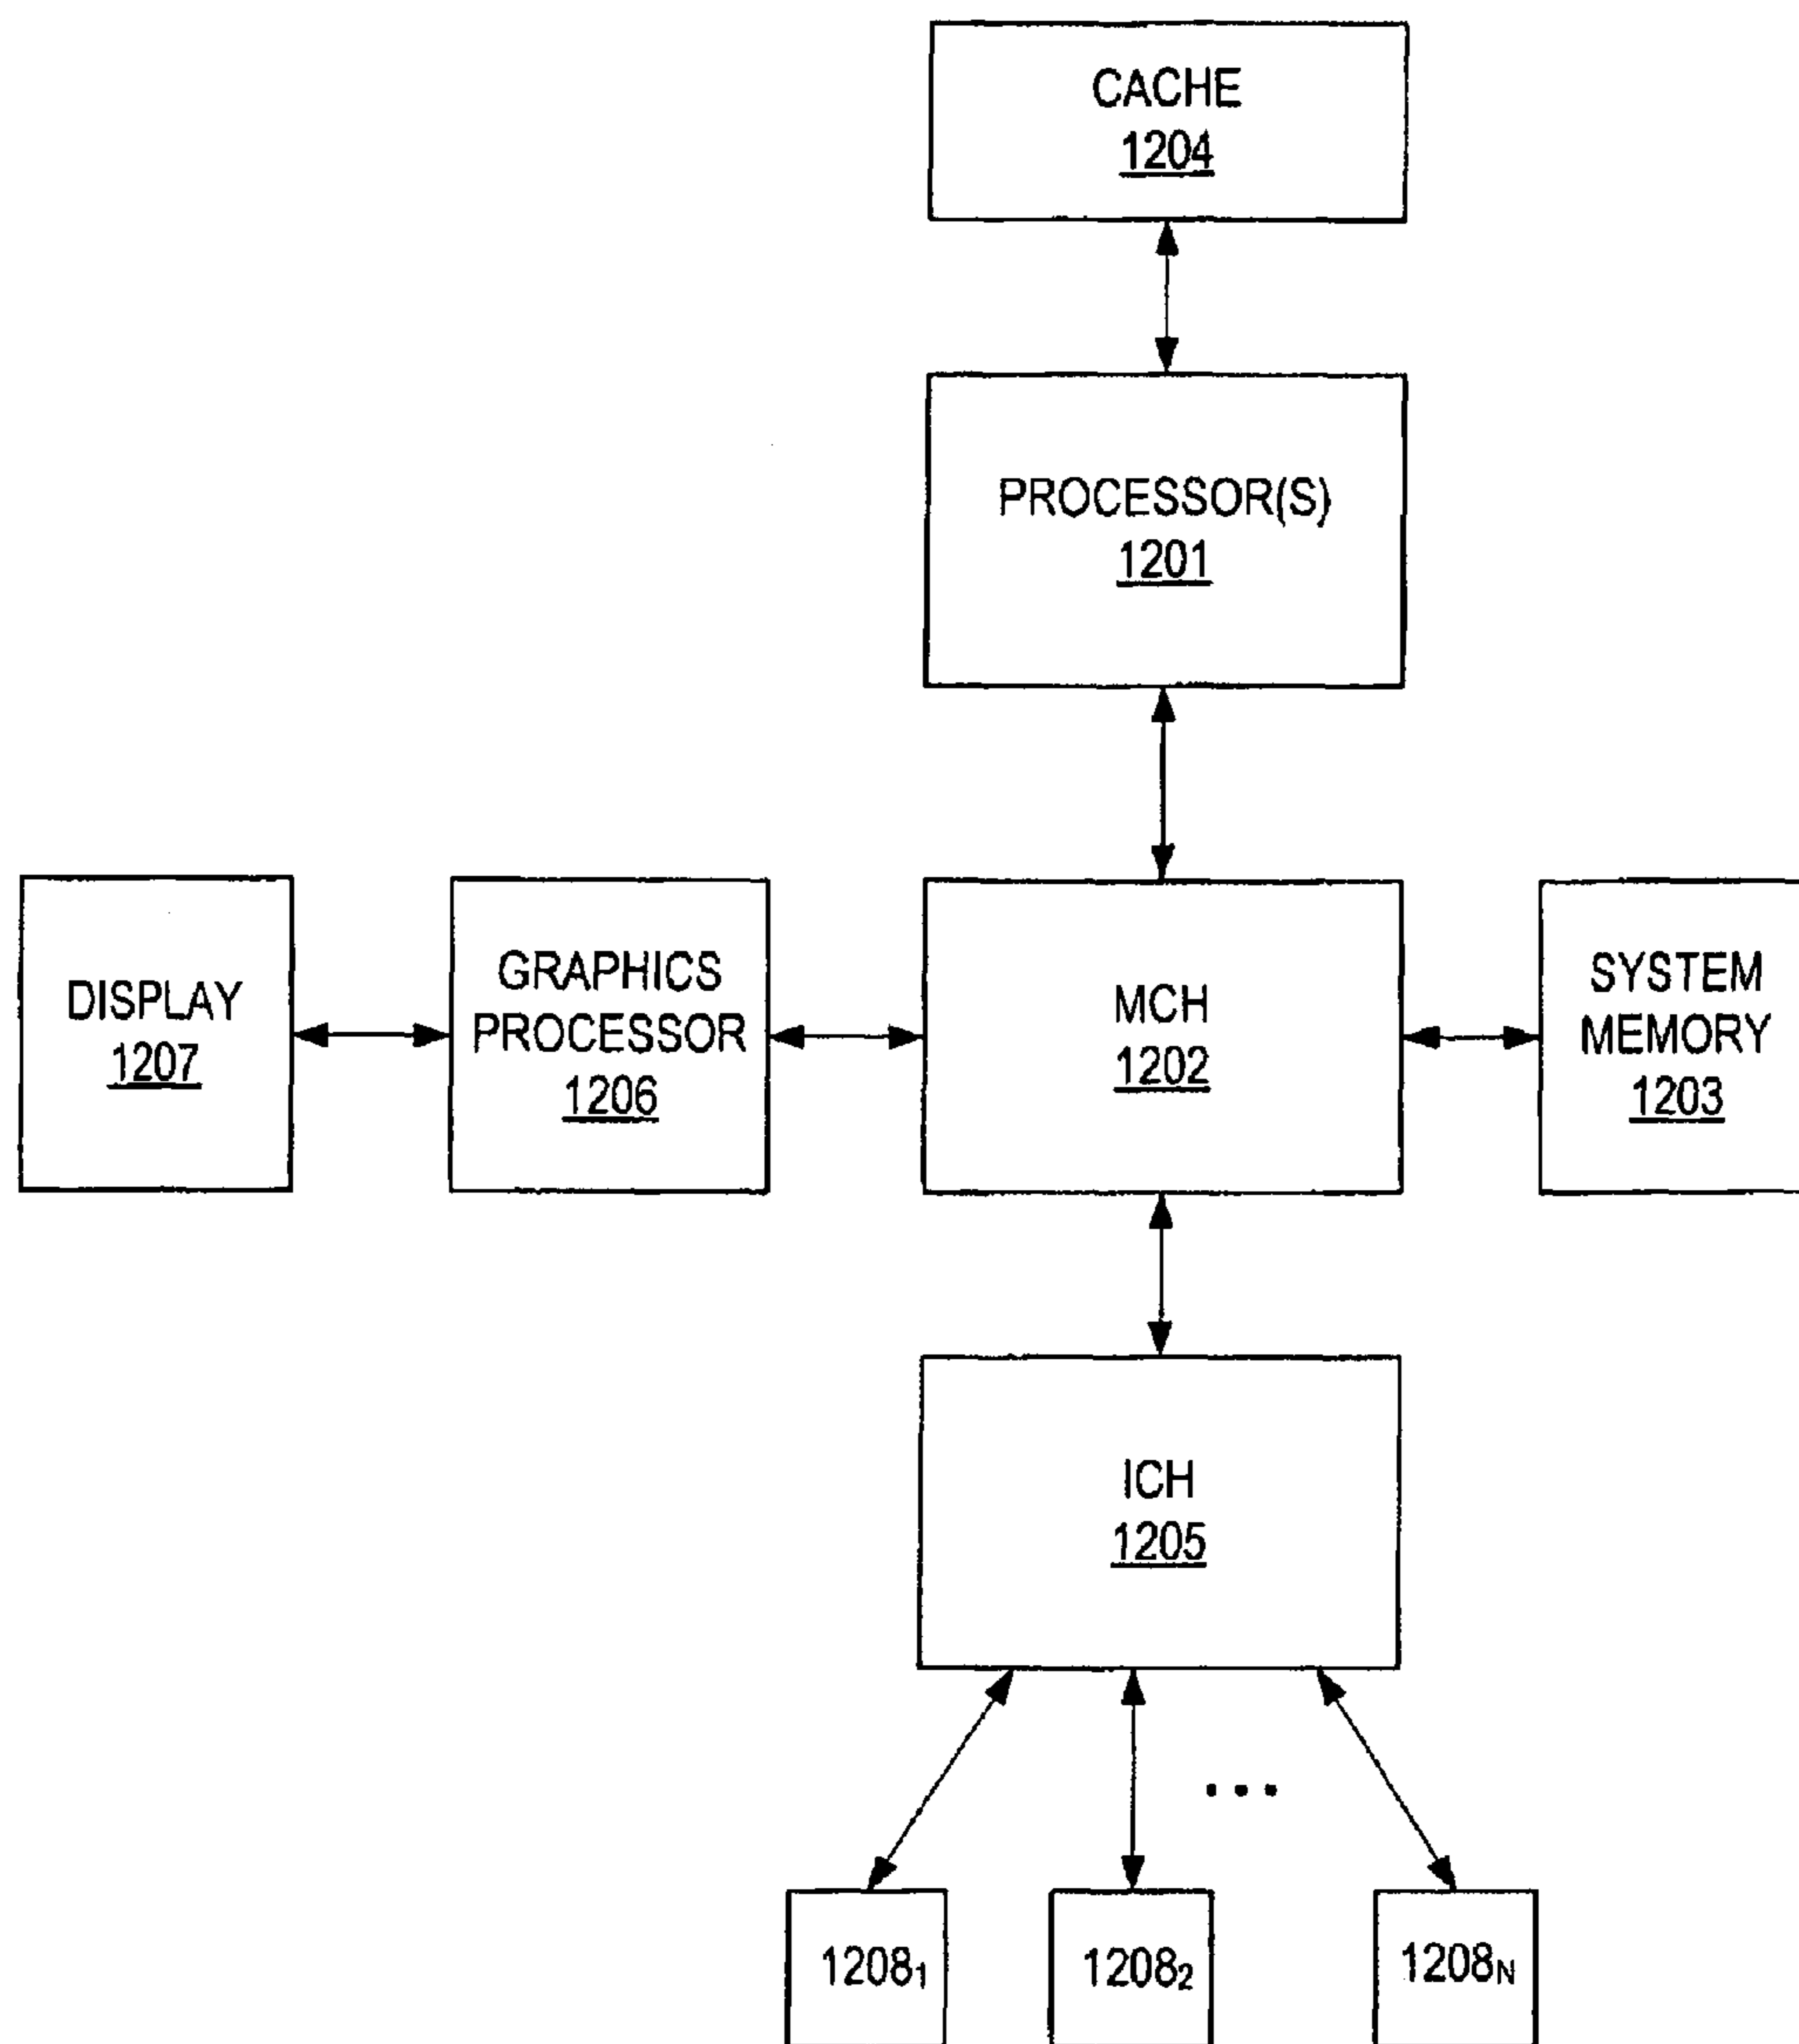 CACHE
1204
PROCESSOR(S)
1201
DISPLAY
1207
GRAPHICS
PROCESSOR
1206
MCH
1202
SYSTEM
MEMORY
1203
ICH
1205
...
1208₁
1208₂
1208N